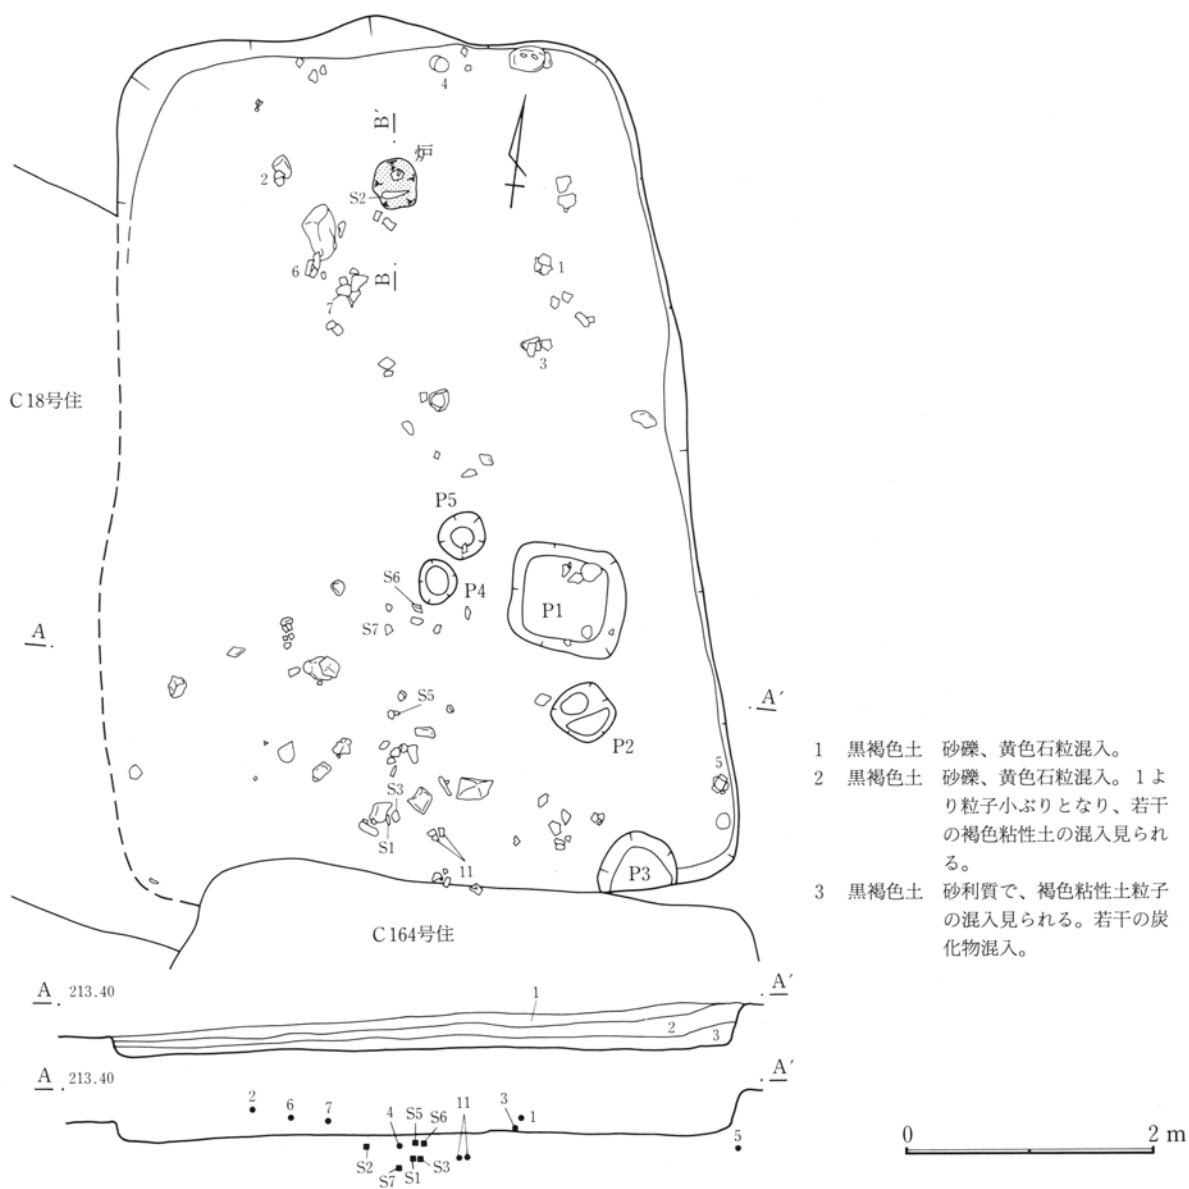 4
B′
炉
2
S2
6
B
1
7
3
C18号住
P5
S6
P4
P1
S7
A
S5
A′
P2
5
S3
S1
11
P3
C164号住
1 黒褐色土 砂礫、黄色石粒混入。
2 黒褐色土 砂礫、黄色石粒混入。1よ
り粒子小ぶりとなり、若干
の褐色粘性土の混入見られ
る。
3 黒褐色土 砂利質で、褐色粘性土粒子
の混入見られる。若干の炭
化物混入。
A 213.40
A′
1
2
3
A 213.40
A′
2
6
7
4
S5
S6
11
3
1
5
S2
S7
S1
S3
0
2 m